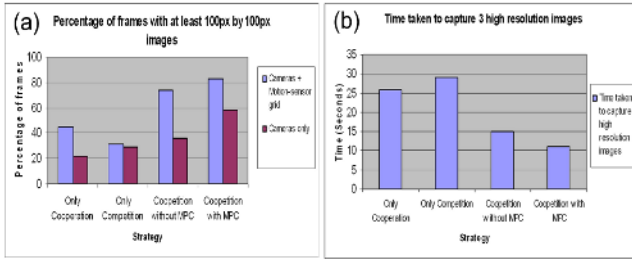 (a)
Percentage of frames with at least 100px by 100px
images
Percentage of frames
100
80
60
40
20
0
Only
Cooperation
Only
Competition
Coopetition
without MPC
Coopetition
with MPC
Strategy
Cameras +
Motion-sensor
grid
Cameras only
(b)
Time taken to capture 3 high resolution images
Time (Seconds)
35
30
25
20
15
10
5
0
Only
Cooperation
Only Competition
Coopetition
without MPC
Coopetition with
MPC
Strategy
Time taken
to capture
high
resolution
images